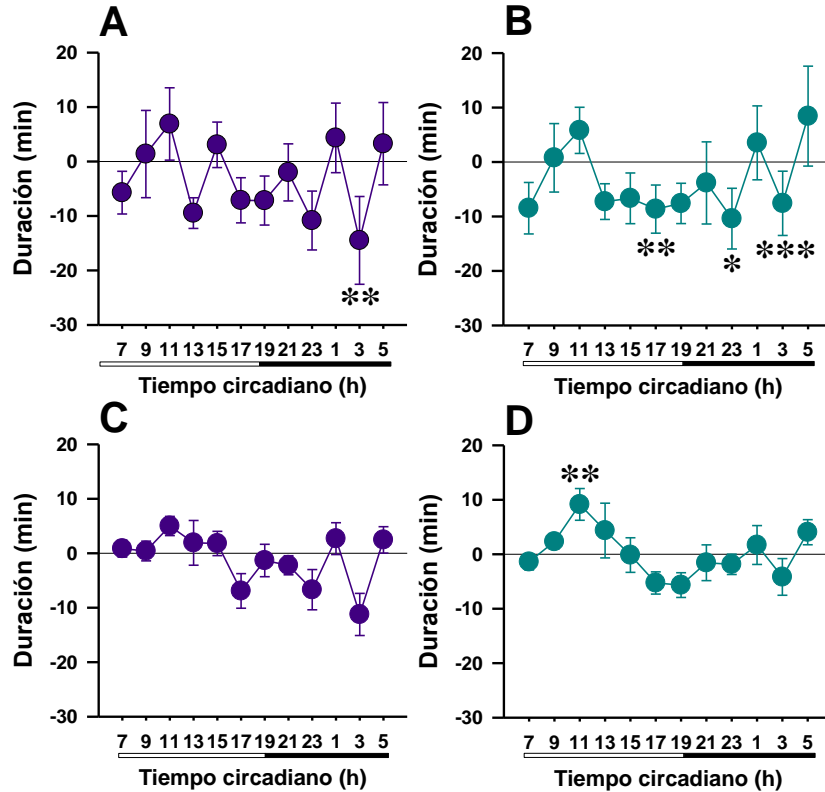 A
20
10
0
-10
-20
-30
Duración (min)
**
7 9 11 13 15 17 19 21 23 1 3 5
Tiempo circadiano (h)
B
20
10
0
-10
-20
-30
Duración (min)
** * ***
7 9 11 13 15 17 19 21 23 1 3 5
Tiempo circadiano (h)
C
20
10
0
-10
-20
-30
Duración (min)
7 9 11 13 15 17 19 21 23 1 3 5
Tiempo circadiano (h)
D
20
10
0
-10
-20
-30
Duración (min)
**
7 9 11 13 15 17 19 21 23 1 3 5
Tiempo circadiano (h)